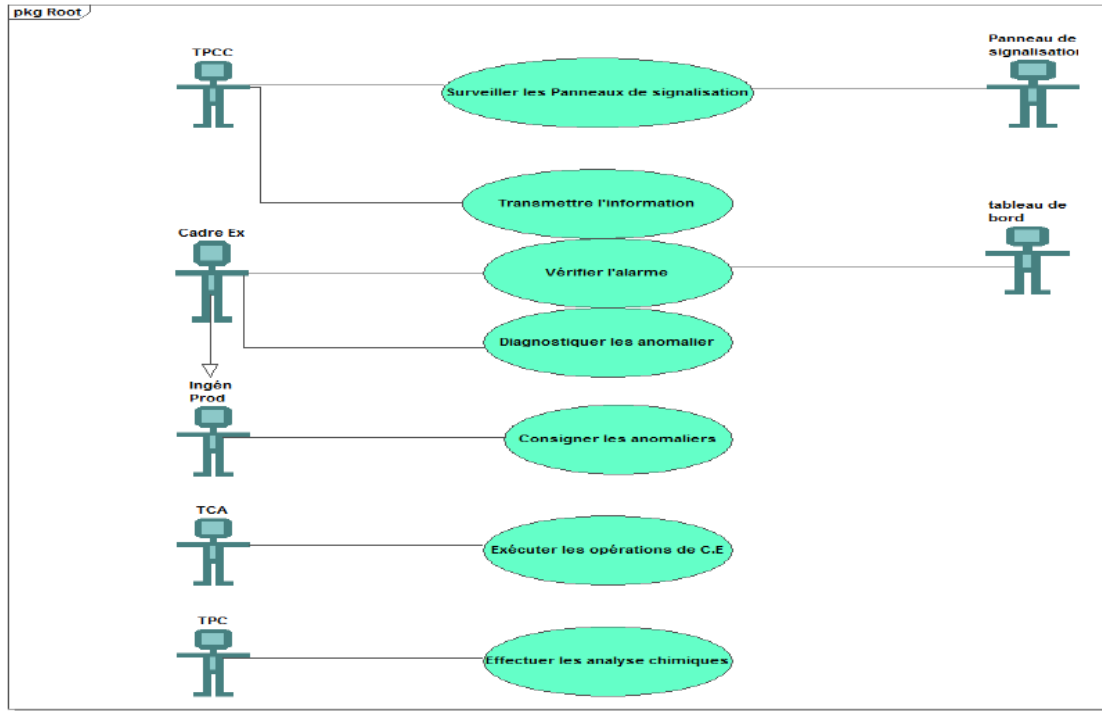 pkg Root
TPCC
Surveiller les Panneaux de signalisation
Panneau de
signalisation
Transmettre l'information
tableau de
bord
Cadre Ex
Vérifier l'alarme
Diagnostiquer les anomalier
Ingén
Prod
Consigner les anomaliers
TCA
Exécuter les opérations de C.E
TPC
Effectuer les analyse chimiques